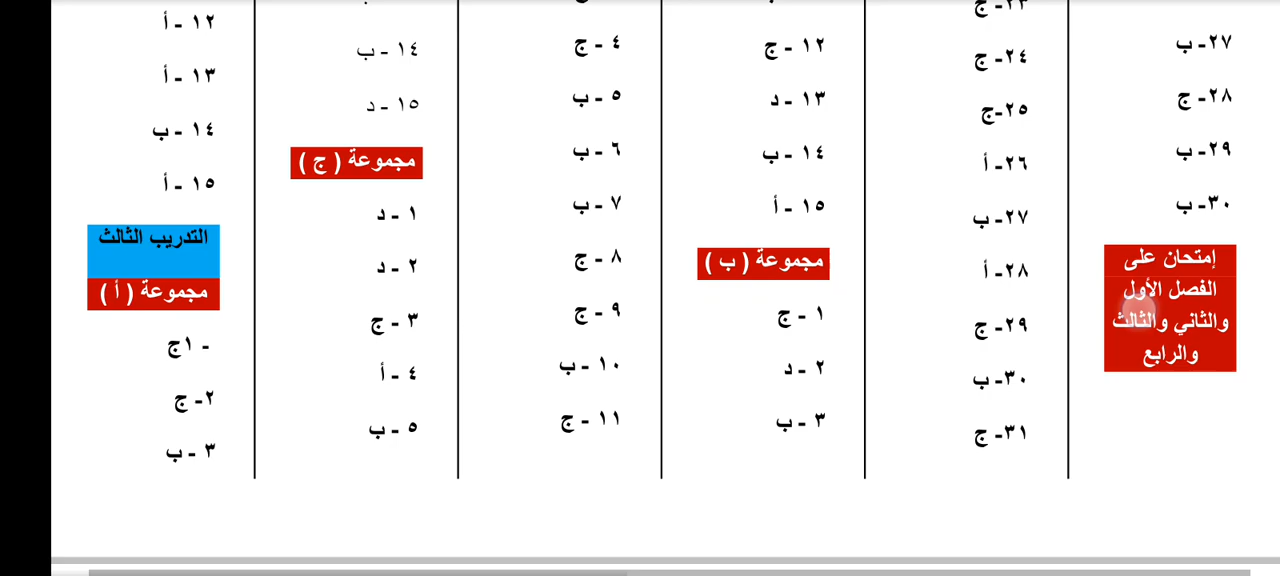 ٢٧- ب
٢٨- ج
٢٩- ب
٣٠- ب
إمتحان على
الفصل الأول
والثاني والثالث
والرابع
٢٣- ج
٢٤- ج
٢٥-ج
٢٦- أ
٢٧- ب
٢٨- أ
٢٩- ج
٣٠- ب
٣١- ج
١٢ - ج
١٣ - د
١٤ - ب
١٥ - أ
مجموعة ( ب )
١ - ج
٢ - د
٣ - ب
٤ - ج
٥ - ب
٦ - ب
٧ - ب
٨ - ج
٩ - ج
١٠ - ب
١١ - ج
١٤ - ب
١٥ - د
مجموعة ( ج )
١ - د
٢ - د
٣ - ج
٤ - أ
٥ - ب
١٢ - أ
١٣ - أ
١٤ - ب
١٥ - أ
التدريب الثالث
مجموعة ( أ )
- ١ج
٢- ج
٣ - ب